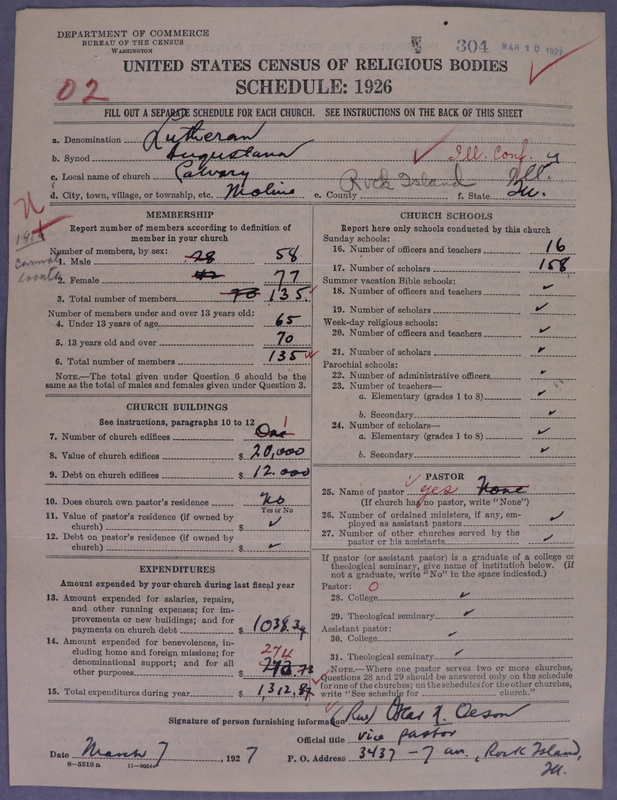 DEPARTMENT OF COMMERCE
BUREAU OF THE CENSUS
WASHINGTON
304 MAR 10 192
UNITED STATES CENSUS OF RELIGIOUS BODIES
SCHEDULE: 1926
02
FILL OUT A SEPARATE SCHEDULE FOR EACH CHURCH. SEE INSTRUCTIONS ON THE BACK OF THIS SHEET
a. Denomination Lutheran
b. Synod Augustana Ill. Conf.
c. Local name of church Calvary
d. City, town, village, or township, etc. Moline e. County Rock Island f. State Ill.
MEMBERSHIP
Report number of members according to definition of
member in your church
Number of members, by sex:
1. Male 28 58
2. Female 77
3. Total number of members 70 135
Number of members under and over 13 years old:
4. Under 13 years of age 65
5. 13 years old and over 70
6. Total number of members 135
NOTE.—The total given under Question 6 should be the
same as the total of males and females given under Question 3.
CHURCH BUILDINGS
See instructions, paragraphs 10 to 12
7. Number of church edifices One 1
8. Value of church edifices $ 20,000
9. Debt on church edifices $ 12.000
10. Does church own pastor's residence No
Yes or No
11. Value of pastor's residence (if owned by
church) $ ✓
12. Debt on pastor's residence (if owned by
church) $ ✓
EXPENDITURES
Amount expended by your church during last fiscal year
13. Amount expended for salaries, repairs,
and other running expenses; for im-
provements or new buildings; and for
payments on church debt $ 1038.34
14. Amount expended for benevolences, in-
cluding home and foreign missions; for
denominational support; and for all
other purposes $ 274
15. Total expenditures during year $ 1,312.87
CHURCH SCHOOLS
Report here only schools conducted by this church
Sunday schools:
16. Number of officers and teachers 16
17. Number of scholars 158
Summer vacation Bible schools:
18. Number of officers and teachers ✓
19. Number of scholars ✓
Week-day religious schools:
20. Number of officers and teachers ✓
21. Number of scholars ✓
Parochial schools:
22. Number of administrative officers ✓
23. Number of teachers—
a. Elementary (grades 1 to 8) ✓
b. Secondary ✓
24. Number of scholars—
a. Elementary (grades 1 to 8) ✓
b. Secondary ✓
PASTOR
25. Name of pastor yes None
(If church has no pastor, write "None")
26. Number of ordained ministers, if any, em-
ployed as assistant pastors ✓
27. Number of other churches served by the
pastor or his assistants ✓
If pastor (or assistant pastor) is a graduate of a college or
theological seminary, give name of institution below. (If
not a graduate, write "No" in the space indicated.)
Pastor: 0
28. College ✓
29. Theological seminary ✓
Assistant pastor:
30. College ✓
31. Theological seminary ✓
NOTE.—Where one pastor serves two or more churches,
Questions 28 and 29 should be answered only on the schedule
for one of the churches; on the schedules for the other churches,
write "See schedule for church."
Signature of person furnishing information (Rev) Oscar N. Olson
Official title vice pastor
Date March 7, 1927 P. O. Address 3437 - 7 av., Rock Island,
8-5513 a